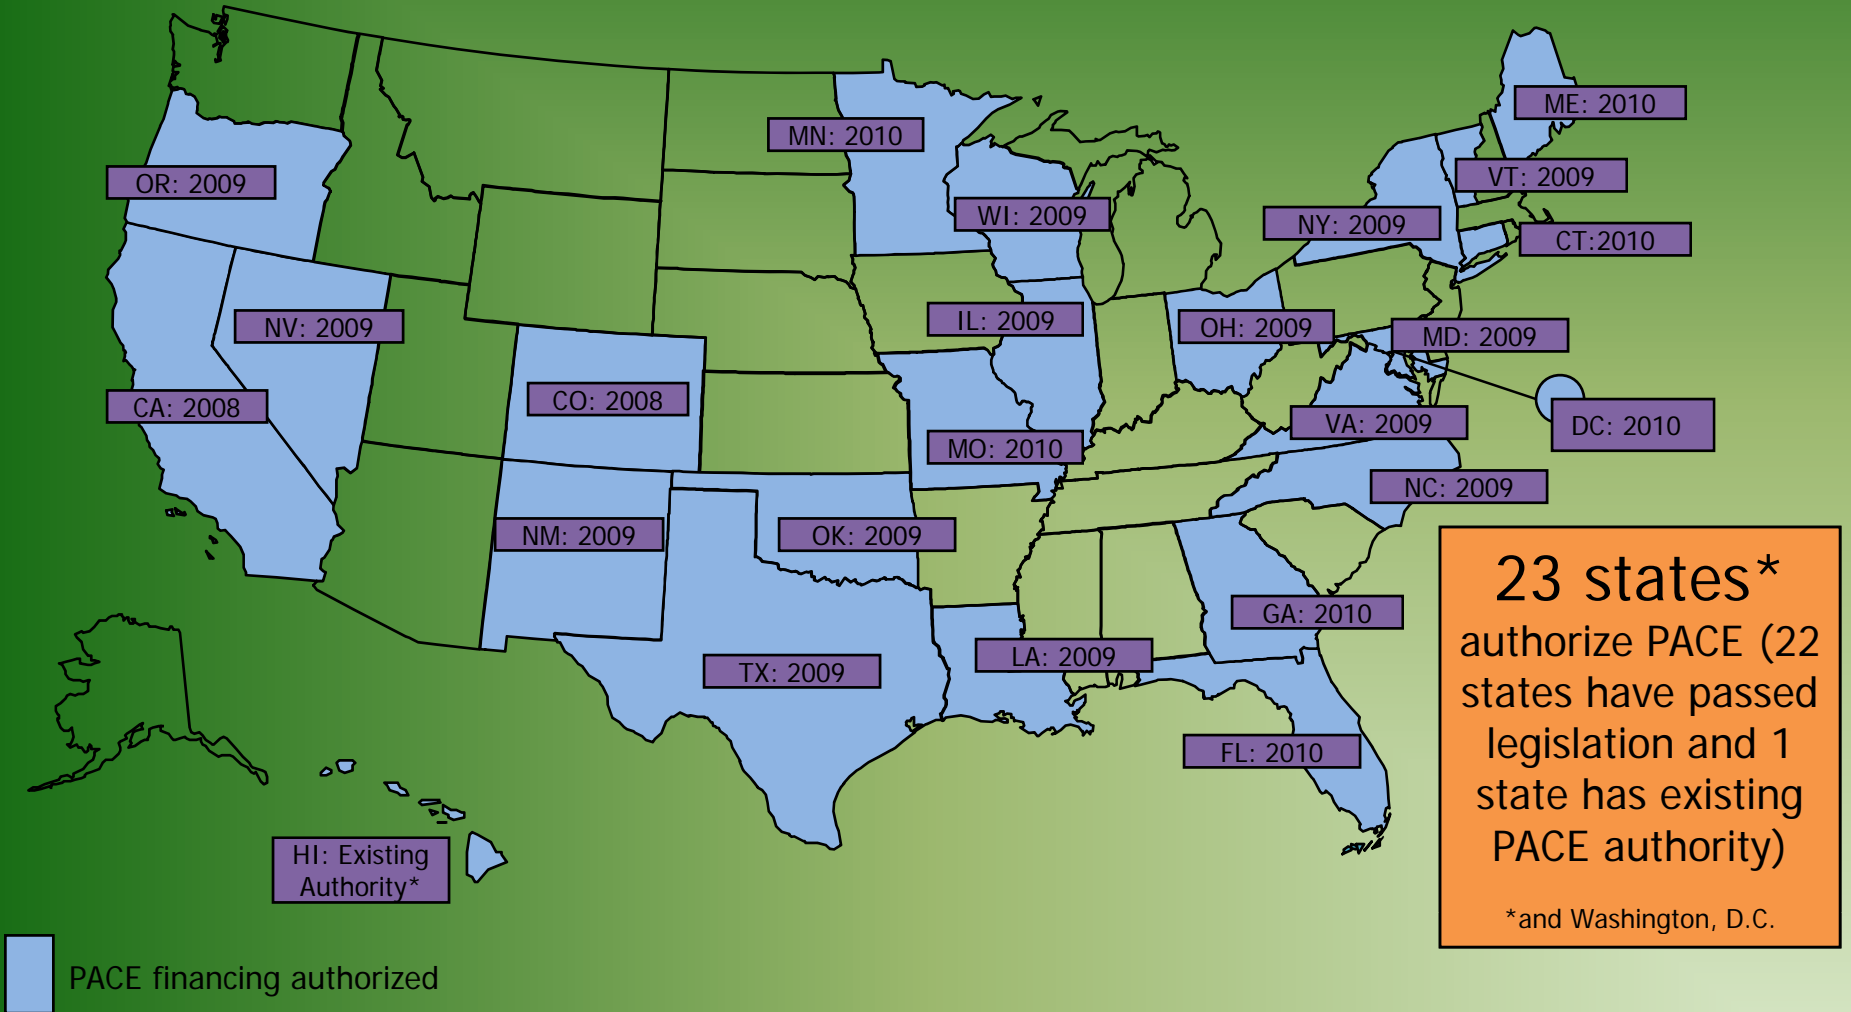 ME: 2010
MN: 2010
VT: 2009
OR: 2009
WI: 2009
NY: 2009
CT:2010
NV: 2009
IL: 2009
OH: 2009
MD: 2009
CA: 2008
CO: 2008
VA: 2009
DC: 2010
MO: 2010
NC: 2009
NM: 2009
OK: 2009
GA: 2010
LA: 2009
TX: 2009
FL: 2010
HI: Existing
Authority*
23 states*
authorize PACE (22
states have passed
legislation and 1
state has existing
PACE authority)
*and Washington, D.C.
PACE financing authorized